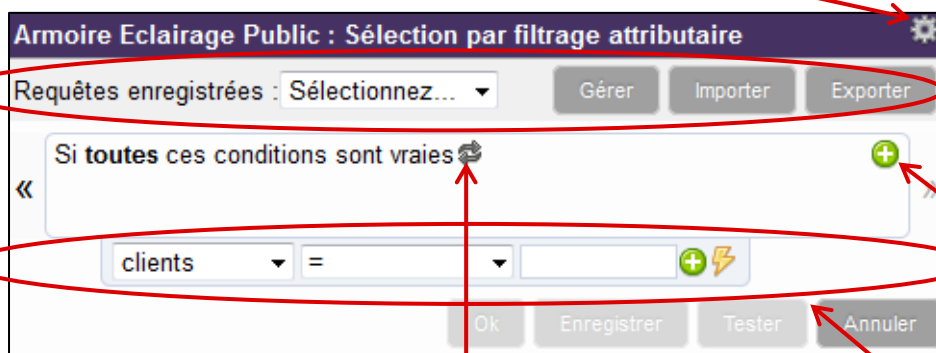 Armoire Eclairage Public : Sélection par filtrage attributaire
Requêtes enregistrées : Sélectionnez... Gérer Importer Exporter
Si toutes ces conditions sont vraies
« »
clients =
Ok Enregistrer Tester Annuler